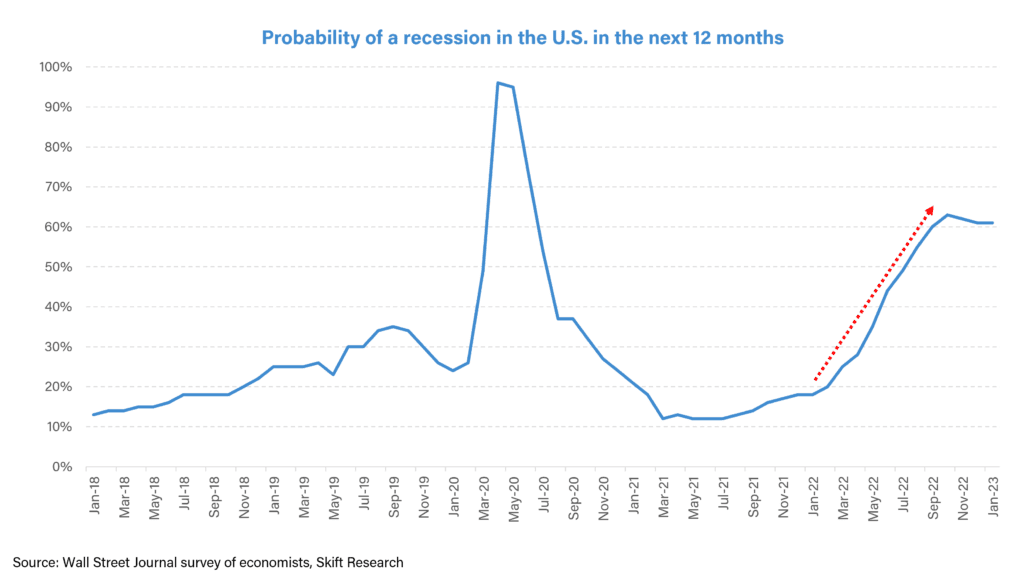 Probability of a recession in the U.S. in the next 12 months
100%
90%
80%
70%
60%
50%
40%
30%
20%
10%
0%
Jan-18
Mar-18
May-18
Jul-18
Sep-18
Nov-18
Jan-19
Mar-19
May-19
Jul-19
Sep-19
Nov-19
Jan-20
Mar-20
May-20
Jul-20
Sep-20
Nov-20
Jan-21
Mar-21
May-21
Jul-21
Sep-21
Nov-21
Jan-22
Mar-22
May-22
Jul-22
Sep-22
Nov-22
Jan-23
Source: Wall Street Journal survey of economists, Skift Research